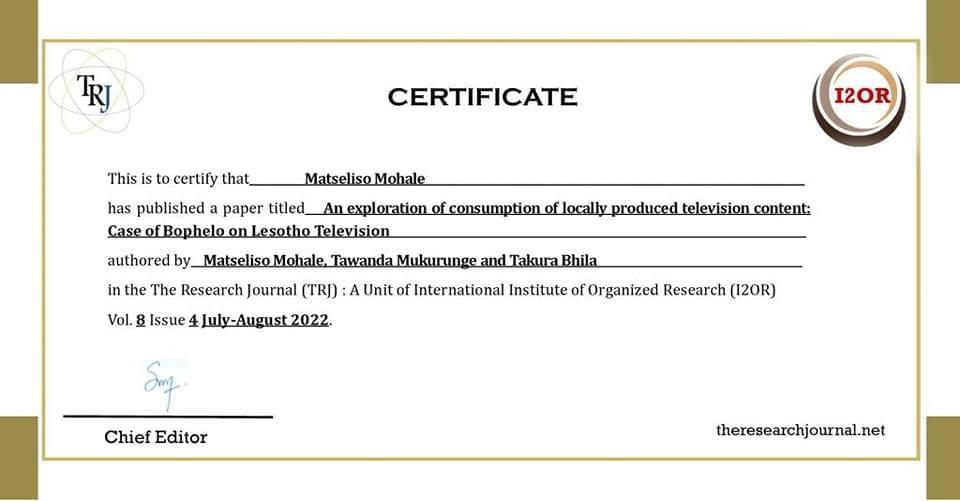 TRJ
I2OR
CERTIFICATE
This is to certify that Matseliso Mohale
has published a paper titled An exploration of consumption of locally produced television content:
Case of Bophelo on Lesotho Television
authored by Matseliso Mohale, Tawanda Mukurunge and Takura Bhila
in the The Research Journal (TRJ) : A Unit of International Institute of Organized Research (I2OR)
Vol. 8 Issue 4 July-August 2022.
Chief Editor
theresearchjournal.net